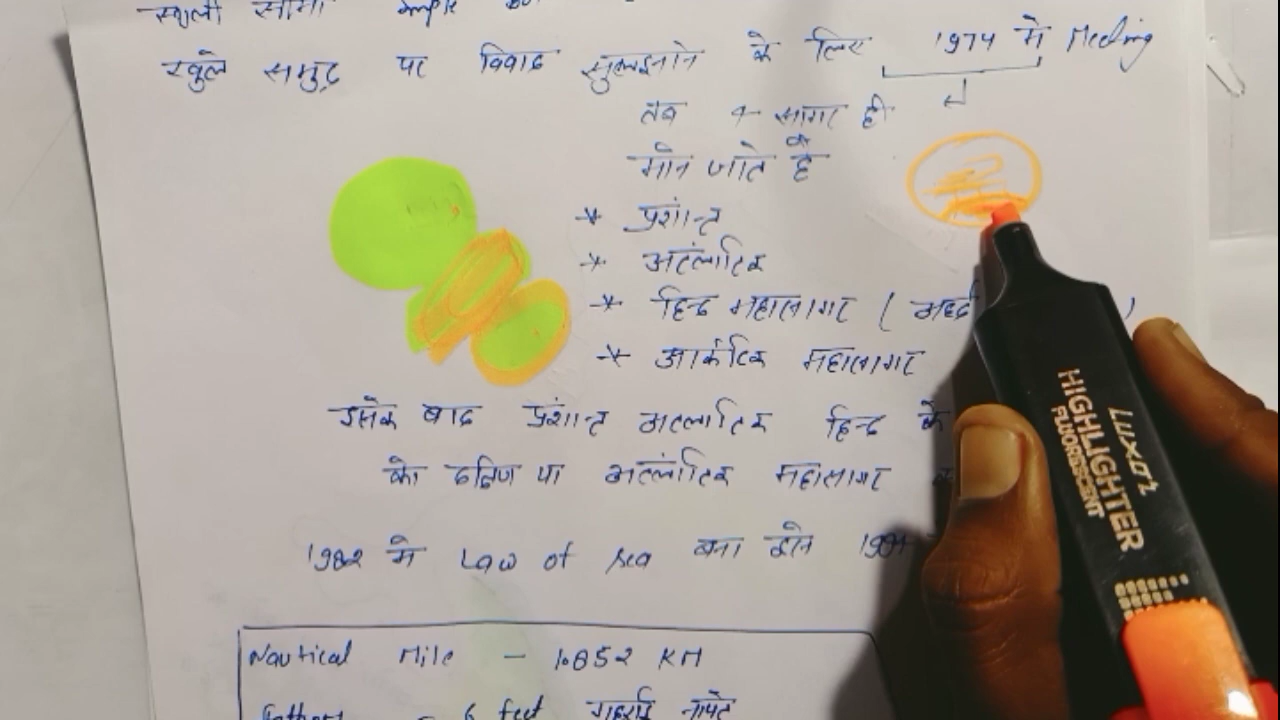 खुले समुद्र पर विवाद सुलझाने के लिए 1974 मे Meeting
तब 4 सागर ही
माने जाते थे
* प्रशान्त
* अटलांटिक
* हिन्द महासागर (
* आर्कटिक महासागर
इसके बाद प्रशान्त अटलांटिक हिन्द के
को दक्षिण या अटलांटिक महासागर
1982 मे Law of Sea बना
Nautical Mile - 1.852 KM
6 feet गहराई नापते
LUXOR
HIGHLIGHTER
FLUORESCENT